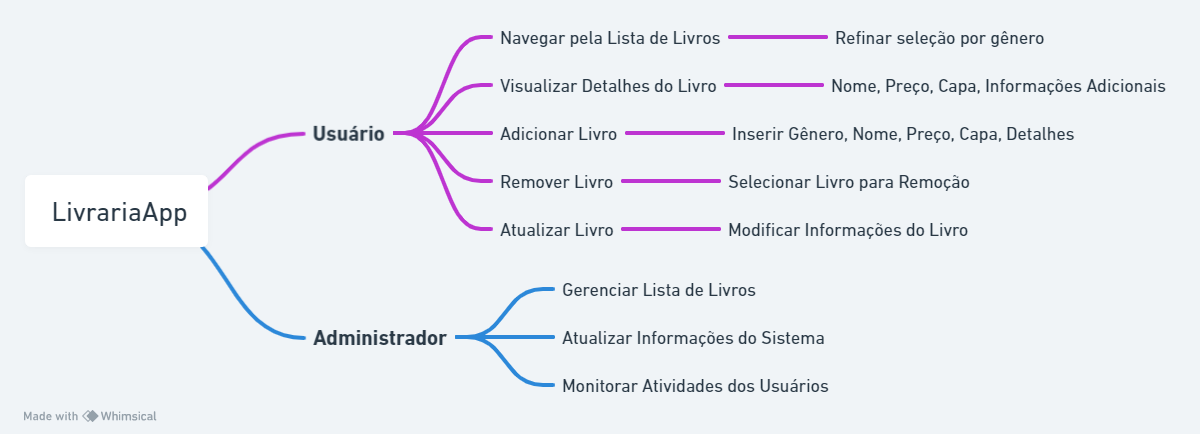 LivrariaApp
Usuário
Navegar pela Lista de Livros
Refinar seleção por gênero
Visualizar Detalhes do Livro
Nome, Preço, Capa, Informações Adicionais
Adicionar Livro
Inserir Gênero, Nome, Preço, Capa, Detalhes
Remover Livro
Selecionar Livro para Remoção
Atualizar Livro
Modificar Informações do Livro
Administrador
Gerenciar Lista de Livros
Atualizar Informações do Sistema
Monitorar Atividades dos Usuários
Made with Whimsical